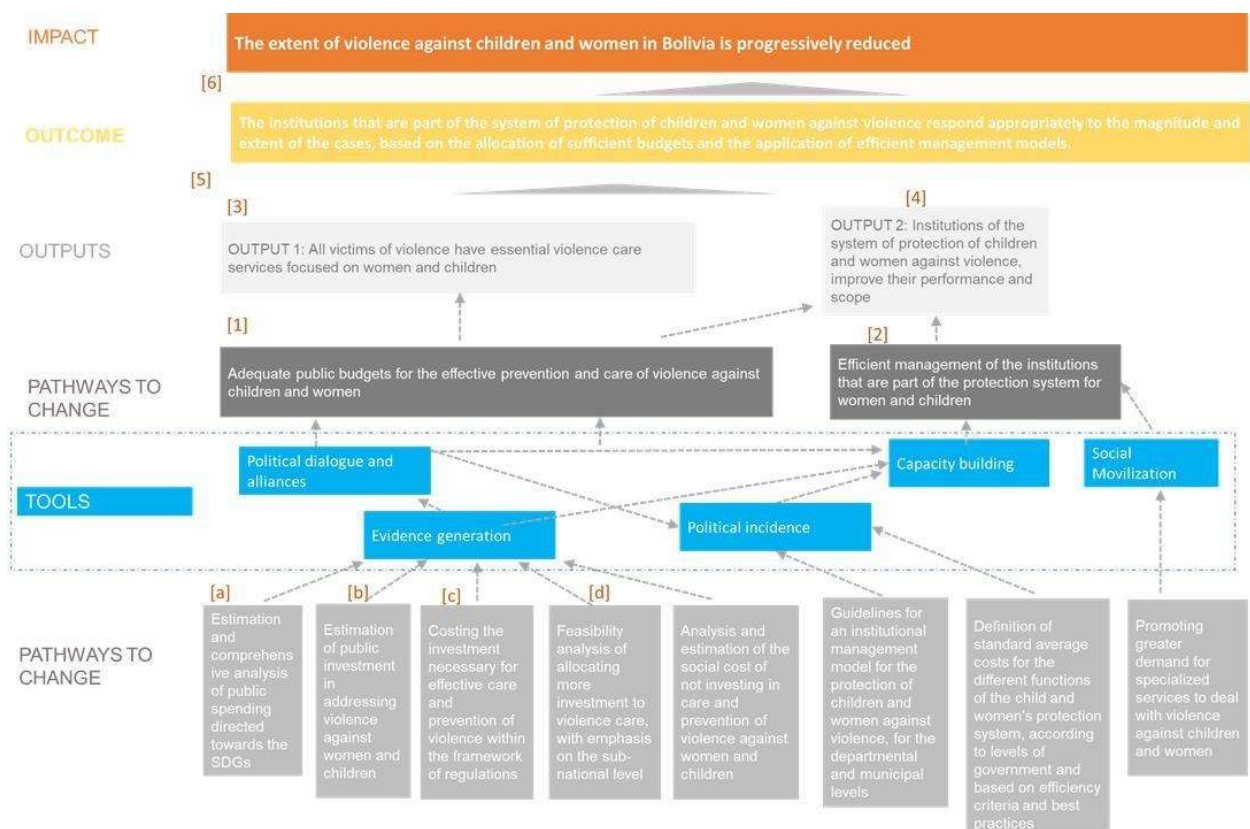 IMPACT
The extent of violence against children and women in Bolivia is progressively reduced
[6]
OUTCOME
The institutions that are part of the system of protection of children and women against violence respond appropriately to the magnitude and
extent of the cases, based on the allocation of sufficient budgets and the application of efficient management models.
[5]
[3]
[4]
OUTPUTS
OUTPUT 1: All victims of violence have essential violence care
services focused on women and children
OUTPUT 2: Institutions of the
system of protection of children
and women against violence,
improve their performance and
scope
[1]
[2]
PATHWAYS TO
CHANGE
Adequate public budgets for the effective prevention and care of violence against
children and women
Efficient management of the institutions
that are part of the protection system for
women and children
TOOLS
Political dialogue and
alliances
Capacity building
Social
Movilization
Evidence generation
Political incidence
PATHWAYS TO
CHANGE
[a]
Estimation
and
comprehens
ive analysis
of public
spending
directed
towards the
SDGs
[b]
Estimation
of public
investment
in
addressing
violence
against
women and
children
[c]
Costing the
investment
necessary for
effective care
and
prevention of
violence within
the framework
of regulations
[d]
Feasibility
analysis of
allocating
more
investment to
violence care,
with emphasis
on the sub-
national level
Analysis and
estimation of
the social cost
of not
investing in
care and
prevention of
violence against
women and
children
Guidelines for
an institutional
management
model for the
protection of
children and
women against
violence, for the
departmental
and municipal
levels
Definition of
standard average
costs for the
different functions
of the child and
women's protection
system, according
to levels of
government and
based on efficiency
criteria and best
practices
Promoting
greater
demand for
specialized
services to deal
with violence
against children
and women